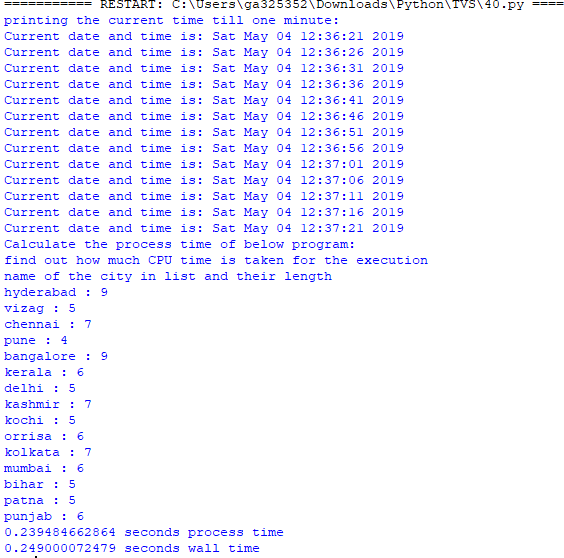 =========== RESTART: C:\Users\ga325352\Downloads\Python\TVS\40.py ====
printing the current time till one minute:
Current date and time is: Sat May 04 12:36:21 2019
Current date and time is: Sat May 04 12:36:26 2019
Current date and time is: Sat May 04 12:36:31 2019
Current date and time is: Sat May 04 12:36:36 2019
Current date and time is: Sat May 04 12:36:41 2019
Current date and time is: Sat May 04 12:36:46 2019
Current date and time is: Sat May 04 12:36:51 2019
Current date and time is: Sat May 04 12:36:56 2019
Current date and time is: Sat May 04 12:37:01 2019
Current date and time is: Sat May 04 12:37:06 2019
Current date and time is: Sat May 04 12:37:11 2019
Current date and time is: Sat May 04 12:37:16 2019
Current date and time is: Sat May 04 12:37:21 2019
Calculate the process time of below program:
find out how much CPU time is taken for the execution
name of the city in list and their length
hyderabad : 9
vizag : 5
chennai : 7
pune : 4
bangalore : 9
kerala : 6
delhi : 5
kashmir : 7
kochi : 5
orrisa : 6
kolkata : 7
mumbai : 6
bihar : 5
patna : 5
punjab : 6
0.239484662864 seconds process time
0.249000072479 seconds wall time